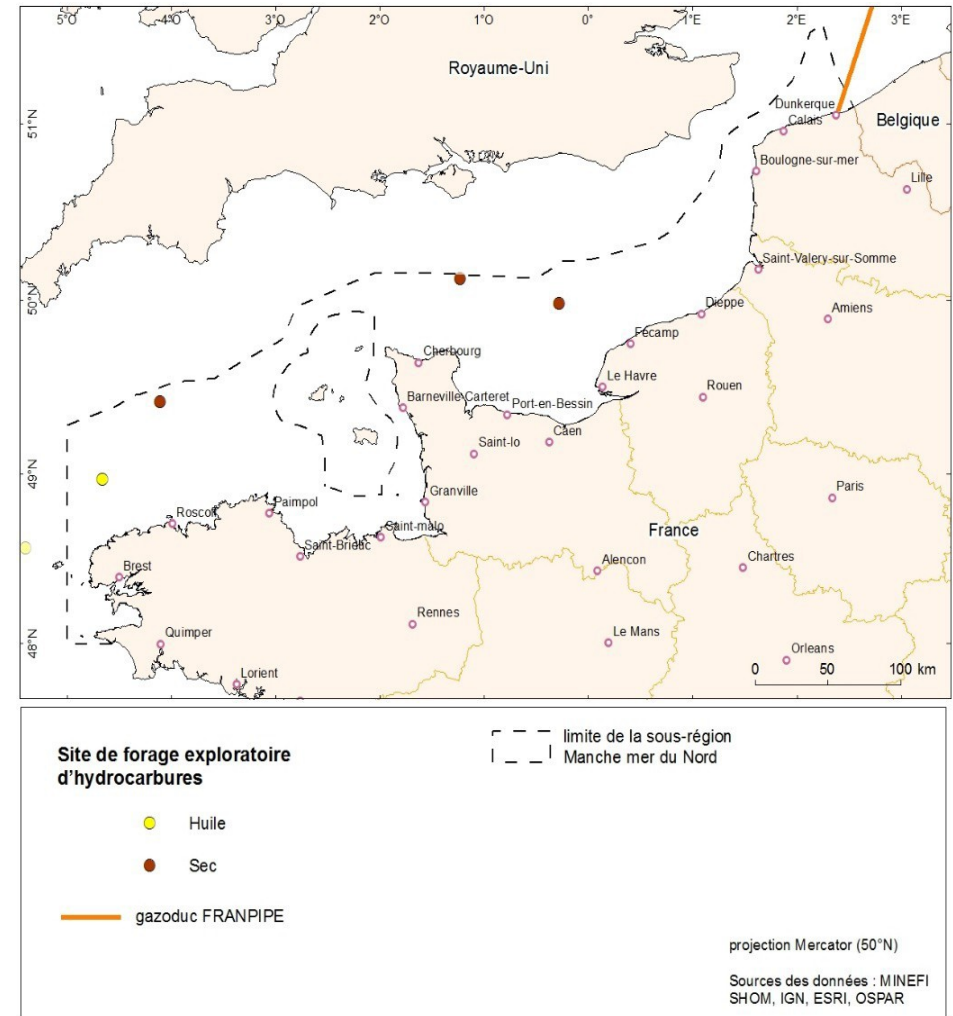 5°O 4°O 3°O 2°0 1°0 0° 1°E 2°E 3°E
Royaume-Uni
51°N
Dunkerque
Calais
Belgique
Boulogne-sur-mer
Lille
Saint-Valery-sur-Somme
50°N
Dieppe
Amiens
Fécamp
Cherbourg
Le Havre
Rouen
Barneville-Carteret
Port-en-Bessin
Caen
Saint-lo
49°N
Granville
Paris
Paimpol
Roscoff
France
Saint-malo
Saint-Brieuc
Alencon
Chartres
Brest
Rennes
Le Mans
Quimper
48°N
Orleans
Lorient
0 50 100 km
Site de forage exploratoire
d'hydrocarbures
Huile
Sec
gazoduc FRANPIPE
limite de la sous-région
Manche mer du Nord
projection Mercator (50°N)
Sources des données : MINEFI
SHOM, IGN, ESRI, OSPAR